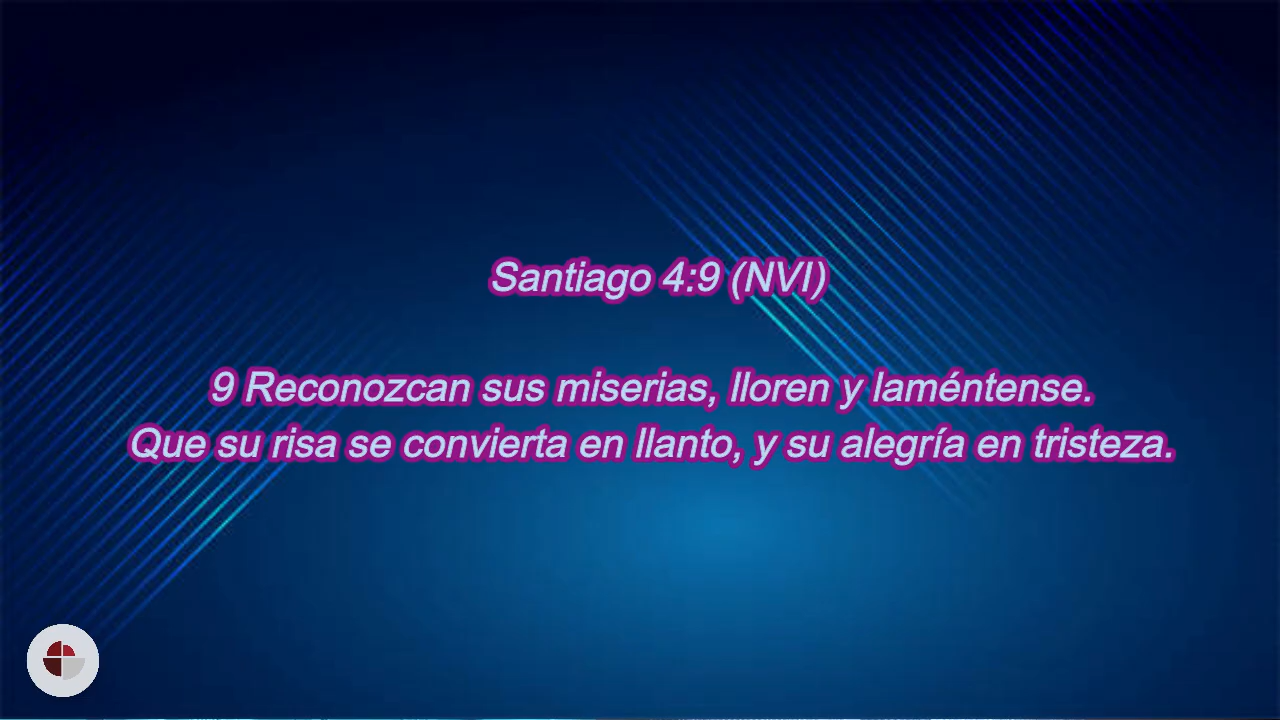 Santiago 4:9 (NVI)
9 Reconozcan sus miserias, lloren y laméntense.
Que su risa se convierta en llanto, y su alegría en tristeza.